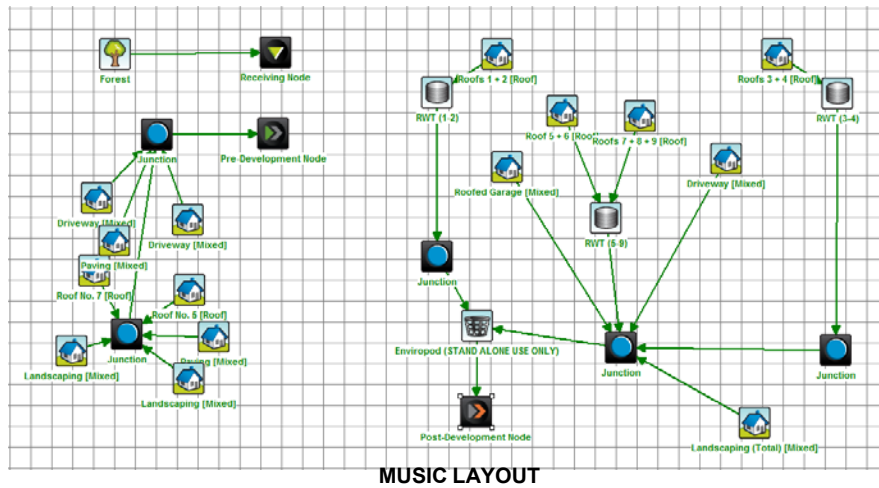 Forest
Receiving Node
Junction
Pre-Development Node
Driveway [Mixed]
Driveway [Mixed]
Paving [Mixed]
Roof No. 7 [Roof]
Roof No. 5 [Roof]
Junction
Paving [Mixed]
Landscaping [Mixed]
Landscaping [Mixed]
Roofs 1 + 2 [Roof]
RWT (1-2)
Roofs 3 + 4 [Roof]
RWT (3-4)
Roof 5 + 6 [Roof]
Roofs 7 + 8 + 9 [Roof]
Roofed Garage [Mixed]
Driveway [Mixed]
RWT (5-9)
Junction
Enviropod (STAND ALONE USE ONLY)
Junction
Junction
Post-Development Node
Landscaping (Total) [Mixed]
MUSIC LAYOUT